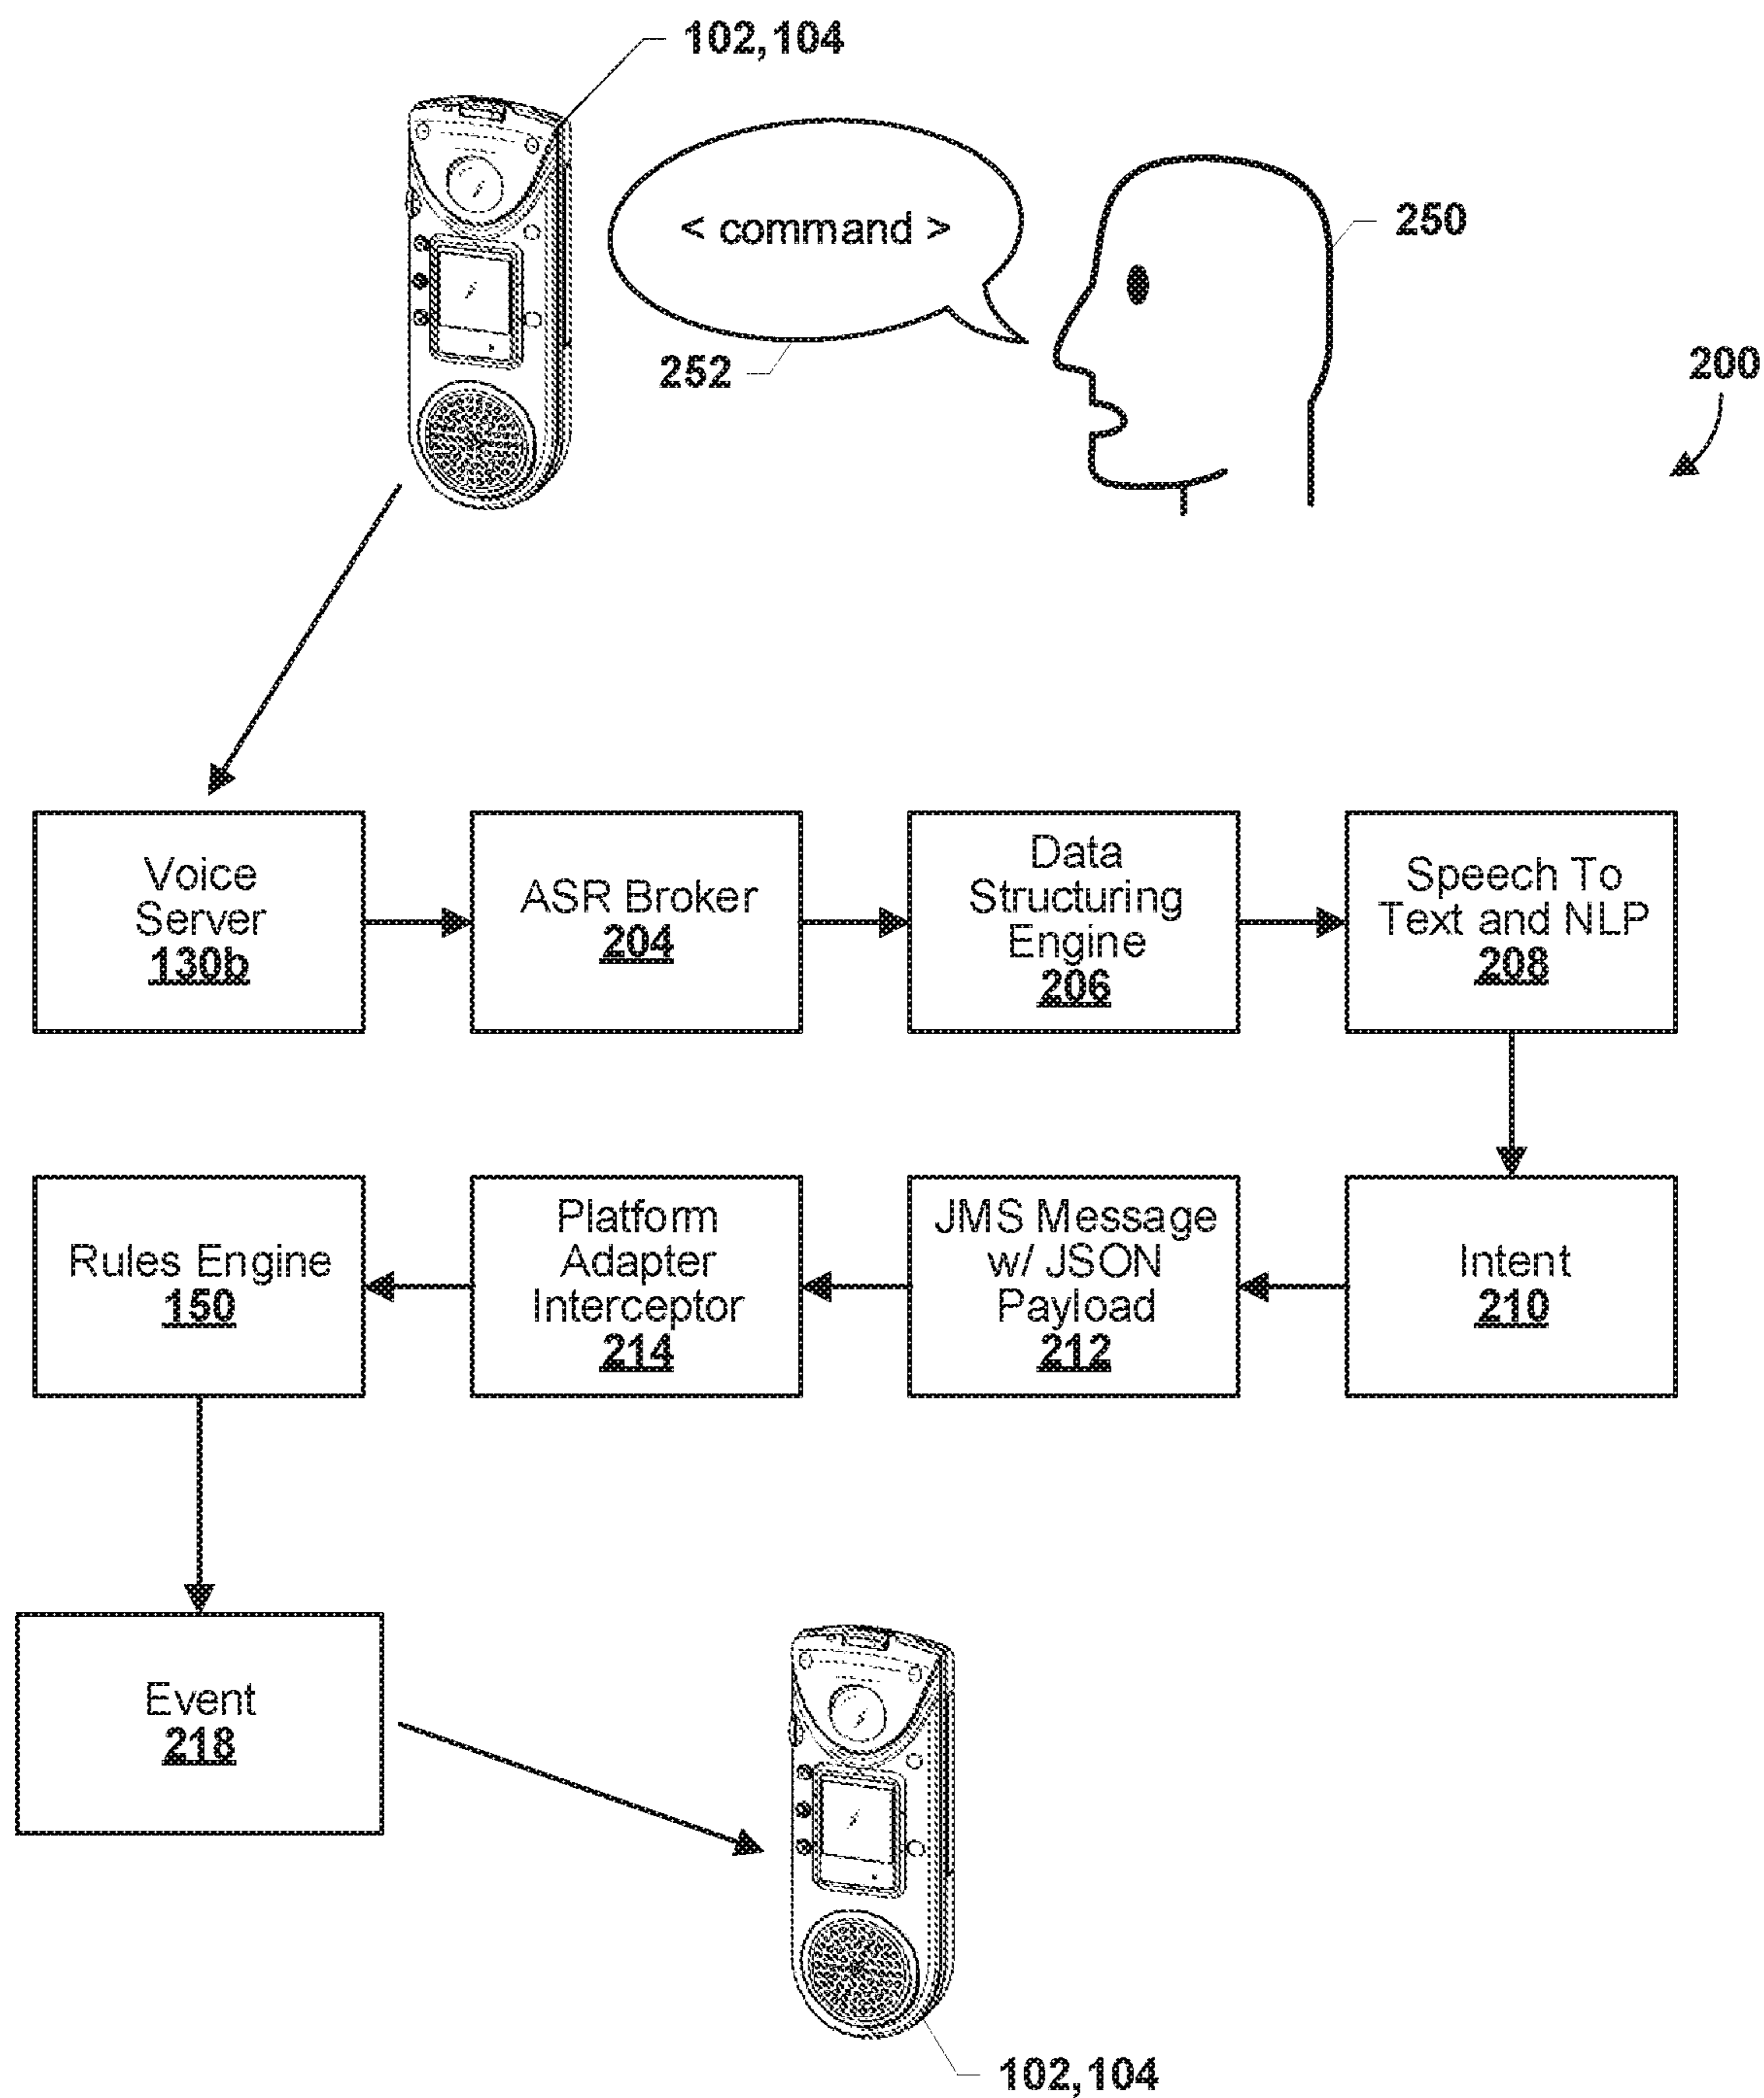 102,104
< command >
250
252
200
Voice
Server
130b
ASR Broker
204
Data
Structuring
Engine
206
Speech To
Text and NLP
208
Rules Engine
150
Platform
Adapter
Interceptor
214
JMS Message
w/ JSON
Payload
212
Intent
210
Event
218
102,104